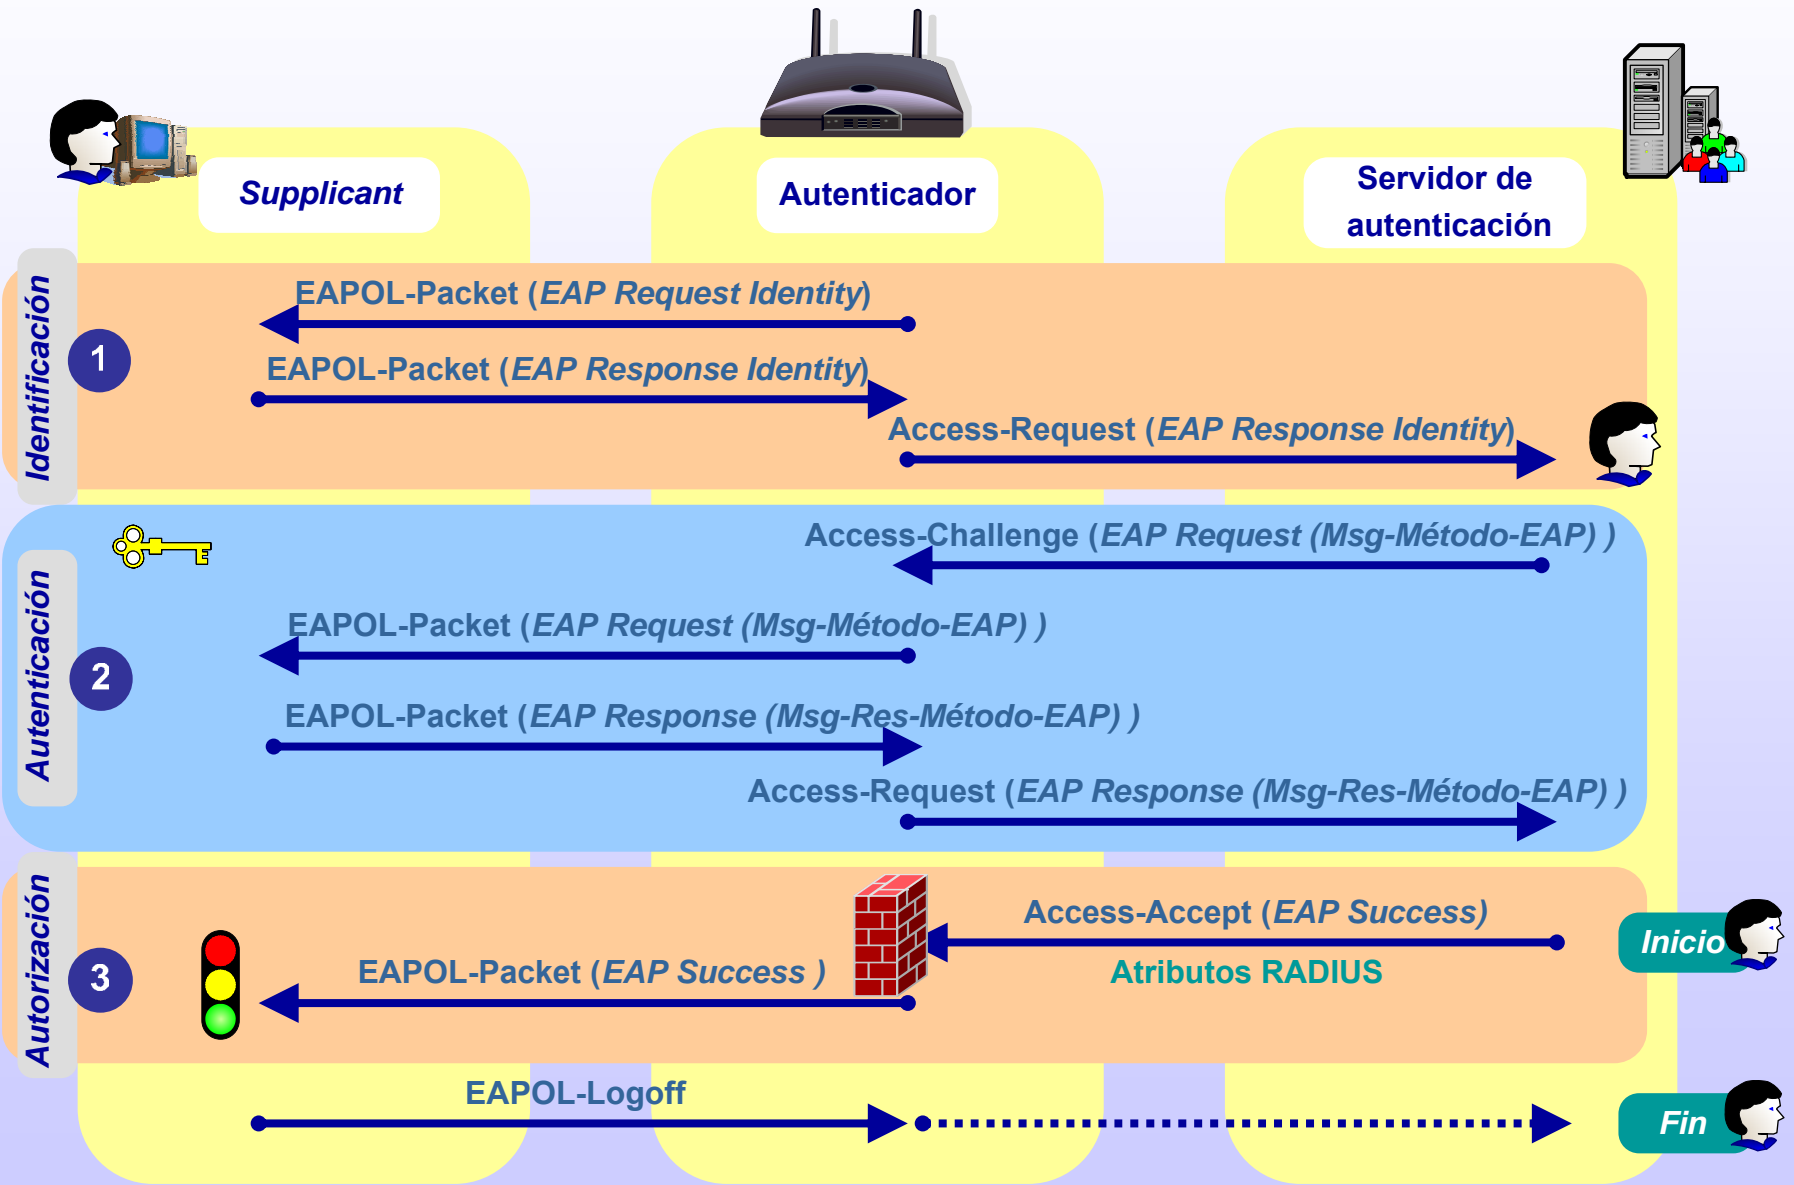 Supplicant
Autenticador
Servidor de
autenticación
Identificación
1
EAPOL-Packet (EAP Request Identity)
EAPOL-Packet (EAP Response Identity)
Access-Request (EAP Response Identity)
Autenticación
2
Access-Challenge (EAP Request (Msg-Método-EAP) )
EAPOL-Packet (EAP Request (Msg-Método-EAP) )
EAPOL-Packet (EAP Response (Msg-Res-Método-EAP) )
Access-Request (EAP Response (Msg-Res-Método-EAP) )
Autorización
3
Access-Accept (EAP Success)
Inicio
EAPOL-Packet (EAP Success )
Atributos RADIUS
EAPOL-Logoff
Fin